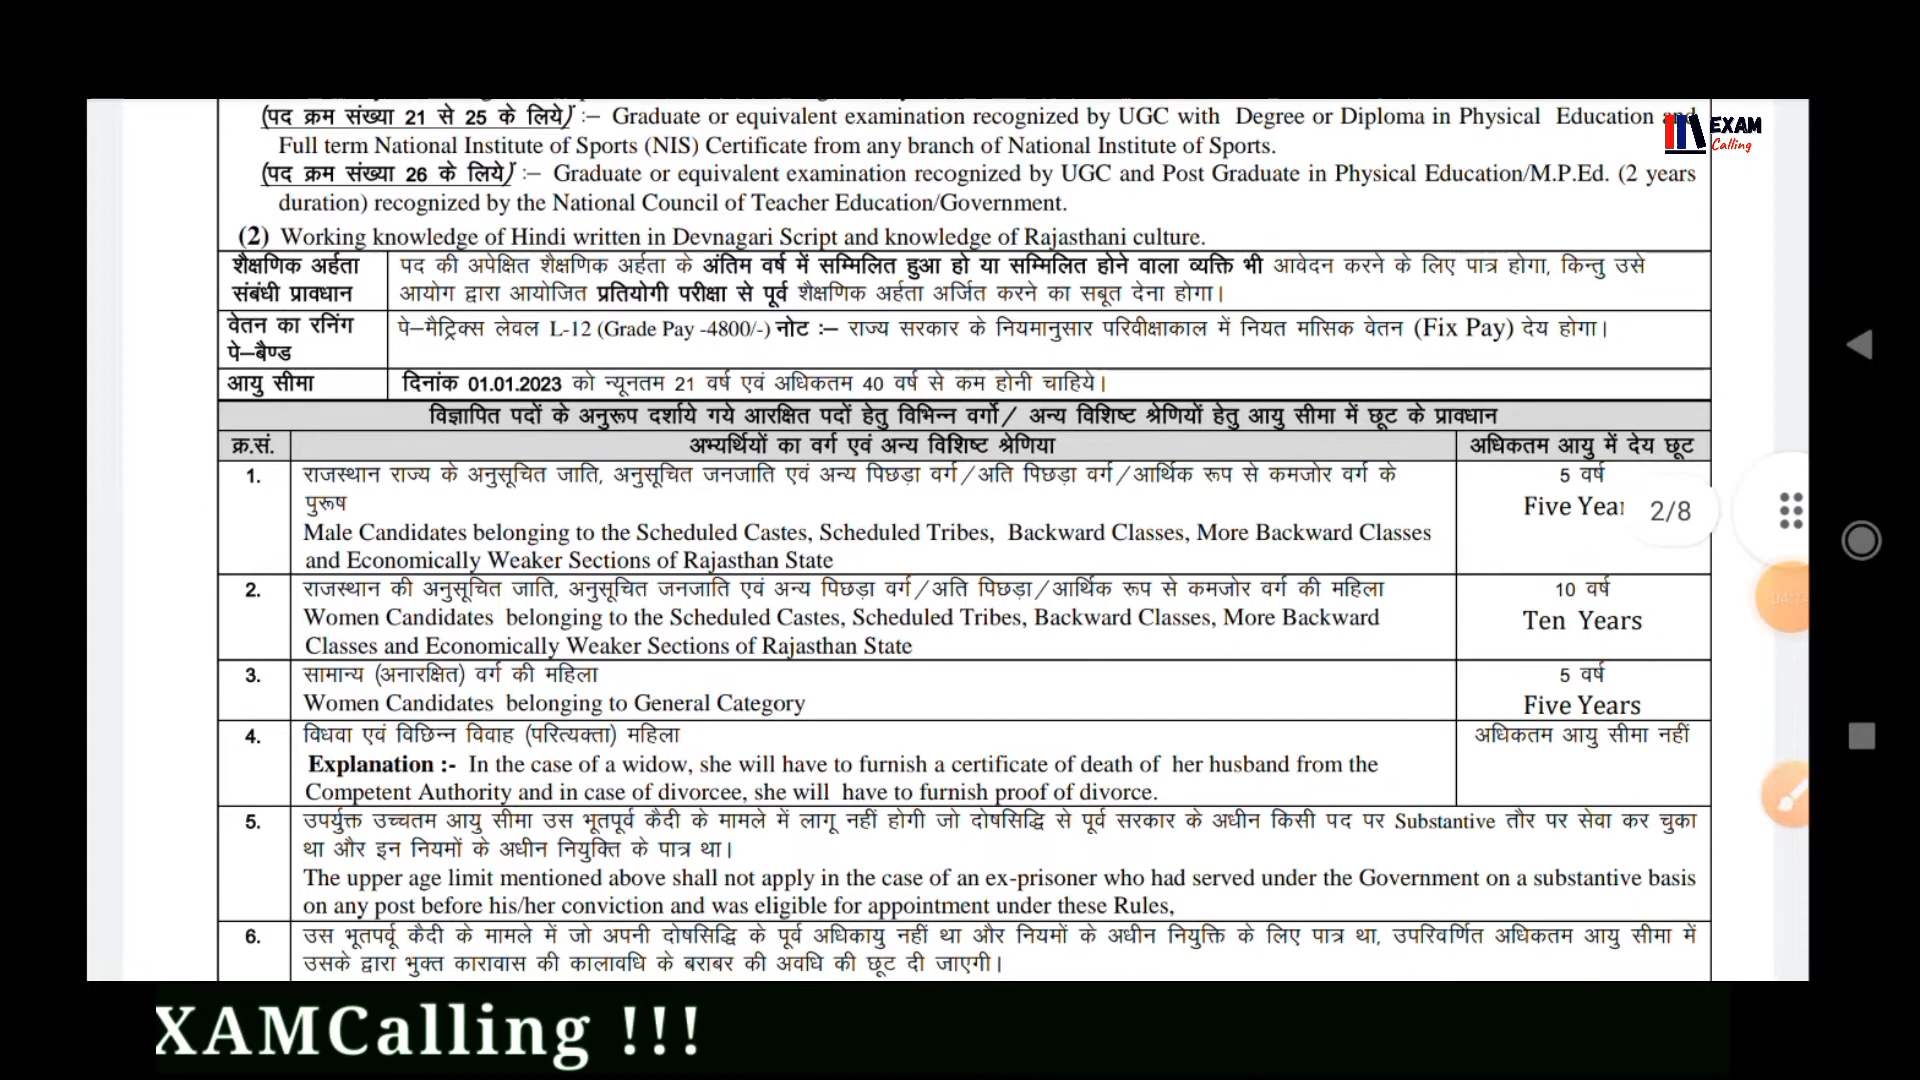 (पद क्रम संख्या 21 से 25 के लिये) :– Graduate or equivalent examination recognized by UGC with Degree or Diploma in Physical Education and
Full term National Institute of Sports (NIS) Certificate from any branch of National Institute of Sports.
(पद क्रम संख्या 26 के लिये) :– Graduate or equivalent examination recognized by UGC and Post Graduate in Physical Education/M.P.Ed. (2 years
duration) recognized by the National Council of Teacher Education/Government.
(2) Working knowledge of Hindi written in Devnagari Script and knowledge of Rajasthani culture.
EXAM
Calling
शैक्षणिक अर्हता
संबंधी प्रावधान
पद की अपेक्षित शैक्षणिक अर्हता के अंतिम वर्ष में सम्मिलित हुआ हो या सम्मिलित होने वाला व्यक्ति भी आवेदन करने के लिए पात्र होगा, किन्तु उसे
आयोग द्वारा आयोजित प्रतियोगी परीक्षा से पूर्व शैक्षणिक अर्हता अर्जित करने का सबूत देना होगा।
वेतन का रनिंग
पे–बैण्ड
पे–मैट्रिक्स लेवल L-12 (Grade Pay -4800/-) नोट :– राज्य सरकार के नियमानुसार परिवीक्षाकाल में नियत मासिक वेतन (Fix Pay) देय होगा।
आयु सीमा
दिनांक 01.01.2023 को न्यूनतम 21 वर्ष एवं अधिकतम 40 वर्ष से कम होनी चाहिये।
विज्ञापित पदों के अनुरूप दर्शाये गये आरक्षित पदों हेतु विभिन्न वर्गो/ अन्य विशिष्ट श्रेणियों हेतु आयु सीमा में छूट के प्रावधान
क्र.सं. अभ्यर्थियों का वर्ग एवं अन्य विशिष्ट श्रेणिया अधिकतम आयु में देय छूट
1. राजस्थान राज्य के अनुसूचित जाति, अनुसूचित जनजाति एवं अन्य पिछड़ा वर्ग/अति पिछड़ा वर्ग/आर्थिक रूप से कमजोर वर्ग के
पुरूष
Male Candidates belonging to the Scheduled Castes, Scheduled Tribes, Backward Classes, More Backward Classes
and Economically Weaker Sections of Rajasthan State
5 वर्ष
Five Year
2/8
2. राजस्थान की अनुसूचित जाति, अनुसूचित जनजाति एवं अन्य पिछड़ा वर्ग/अति पिछड़ा/आर्थिक रूप से कमजोर वर्ग की महिला
Women Candidates belonging to the Scheduled Castes, Scheduled Tribes, Backward Classes, More Backward
Classes and Economically Weaker Sections of Rajasthan State
10 वर्ष
Ten Years
3. सामान्य (अनारक्षित) वर्ग की महिला
Women Candidates belonging to General Category
5 वर्ष
Five Years
4. विधवा एवं विछिन्न विवाह (परित्यक्ता) महिला
Explanation :- In the case of a widow, she will have to furnish a certificate of death of her husband from the
Competent Authority and in case of divorcee, she will have to furnish proof of divorce.
अधिकतम आयु सीमा नहीं
5. उपर्युक्त उच्चतम आयु सीमा उस भूतपूर्व कैदी के मामले में लागू नहीं होगी जो दोषसिद्धि से पूर्व सरकार के अधीन किसी पद पर Substantive तौर पर सेवा कर चुका
था और इन नियमों के अधीन नियुक्ति के पात्र था।
The upper age limit mentioned above shall not apply in the case of an ex-prisoner who had served under the Government on a substantive basis
on any post before his/her conviction and was eligible for appointment under these Rules,
6. उस भूतपर्वू कैदी के मामले में जो अपनी दोषसिद्धि के पूर्व अधिकायु नहीं था और नियमों के अधीन नियुक्ति के लिए पात्र था, उपरिवर्णित अधिकतम आयु सीमा में
उसके द्वारा भुक्त कारावास की कालावधि के बराबर की अवधि की छूट दी जाएगी।
XAMCalling !!!